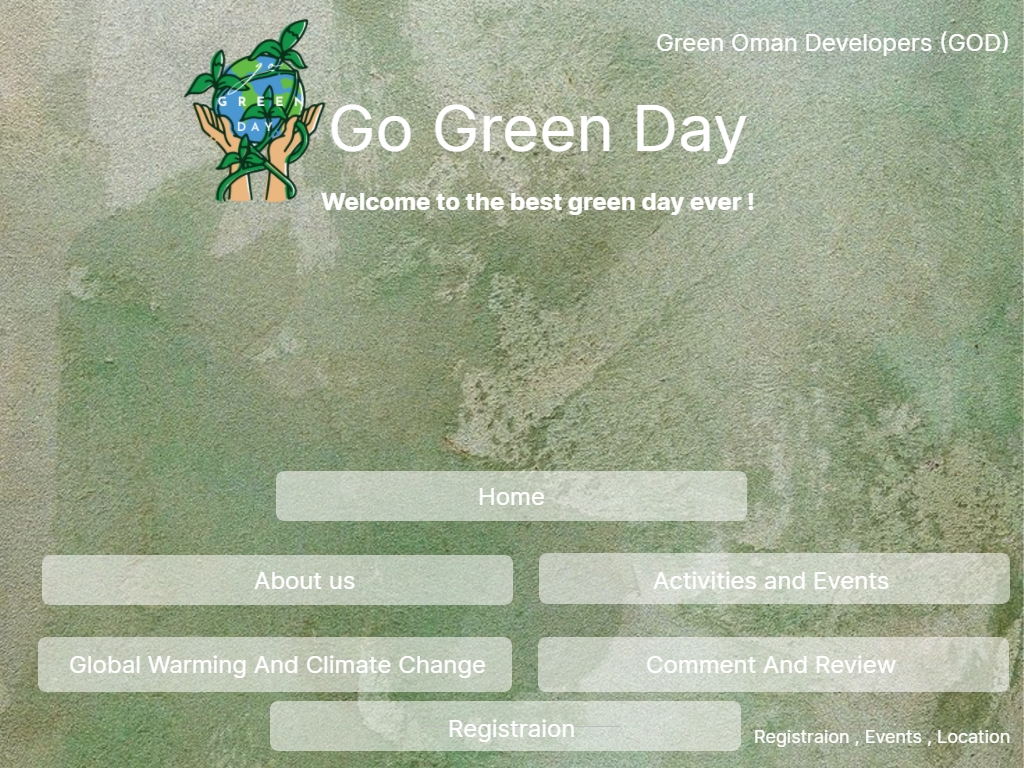 Green Oman Developers (GOD)
go
GREEN
DAY
Go Green Day
Welcome to the best green day ever !
Home
About us
Activities and Events
Global Warming And Climate Change
Comment And Review
Registraion
Registraion , Events , Location